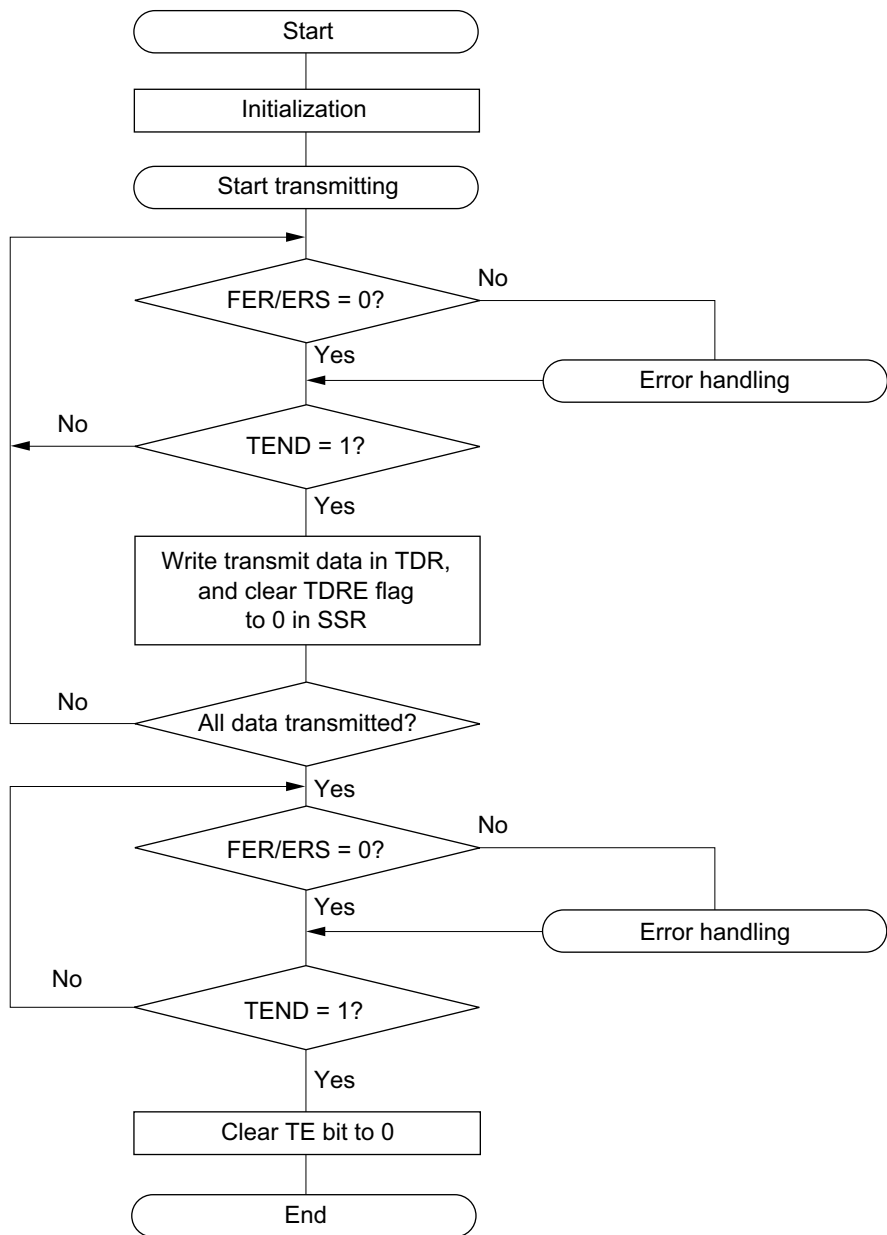 Start
Initialization
Start transmitting
FER/ERS = 0?
No
Yes
Error handling
No
TEND = 1?
Yes
Write transmit data in TDR,
and clear TDRE flag
to 0 in SSR
No
All data transmitted?
Yes
FER/ERS = 0?
No
Yes
Error handling
No
TEND = 1?
Yes
Clear TE bit to 0
End